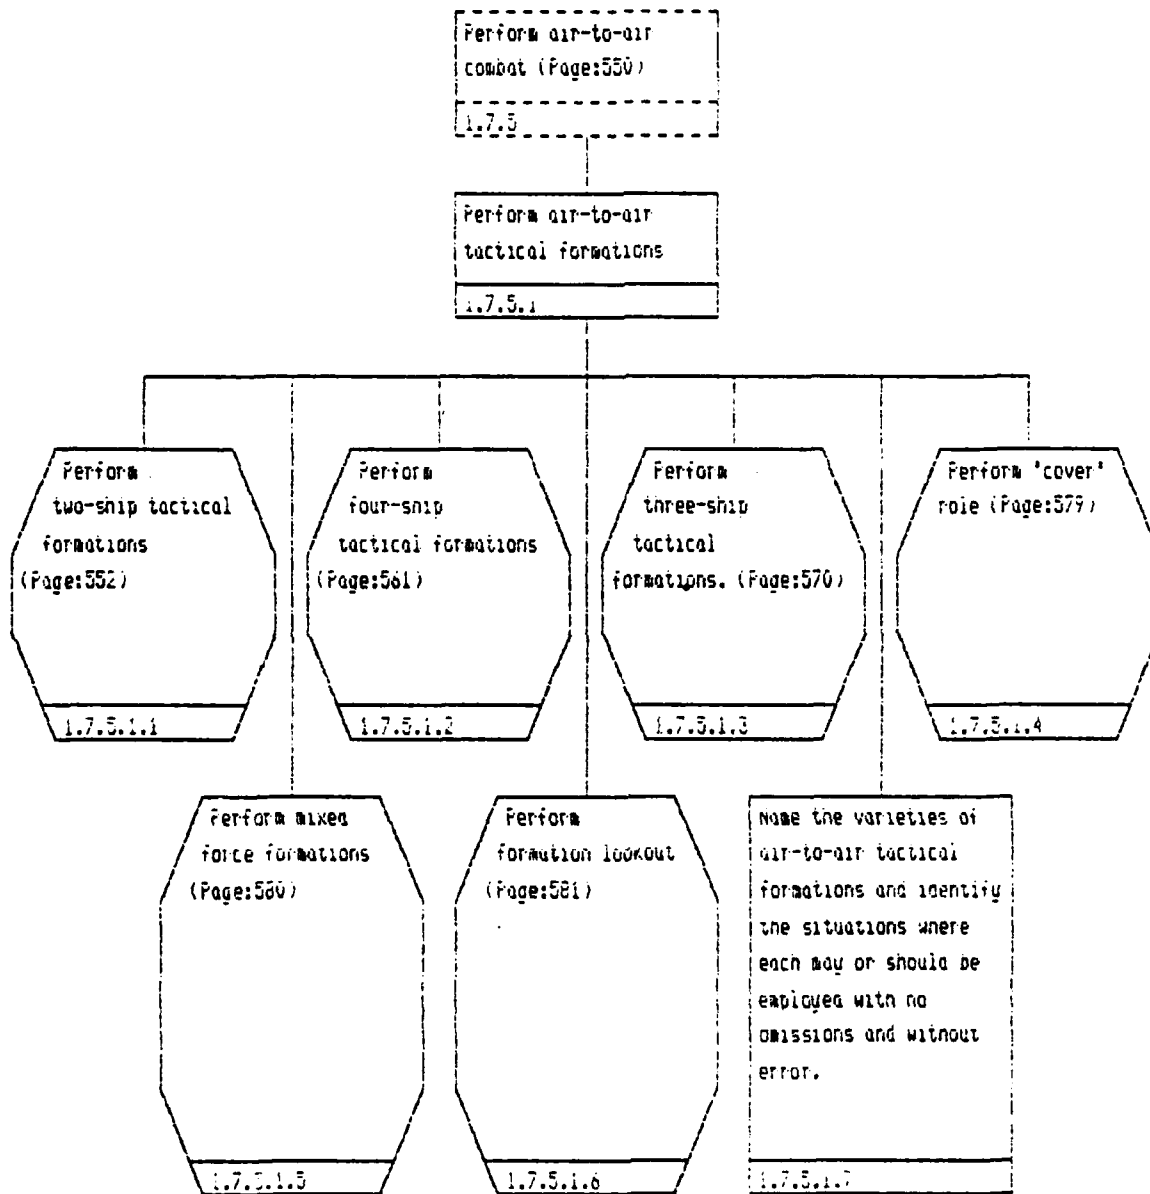 Perform air-to-air
combat (Page:550)
1.7.5
Perform air-to-air
tactical formations
1.7.5.1
Perform
two-ship tactical
formations
(Page:552)
1.7.5.1.1
Perform
four-ship
tactical formations
(Page:561)
1.7.5.1.2
Perform
three-ship
tactical
formations. (Page:570)
1.7.5.1.3
Perform "cover"
role (Page:579)
1.7.5.1.4
Perform mixed
force formations
(Page:580)
1.7.5.1.5
Perform
formation lookout
(Page:581)
1.7.5.1.6
Name the varieties of
air-to-air tactical
formations and identify
the situations where
each may or should be
employed with no
omissions and without
error.
1.7.5.1.7